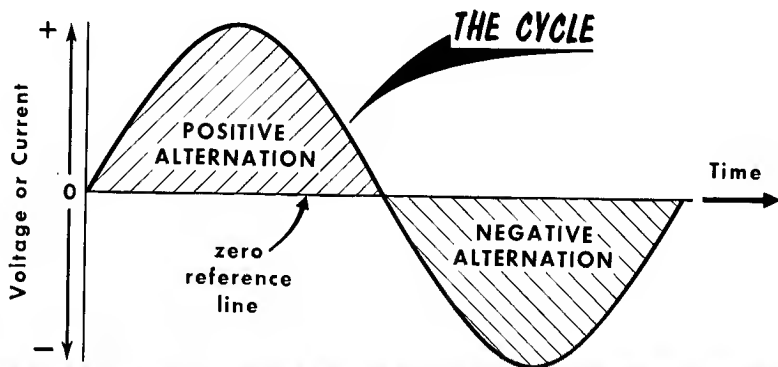 THE CYCLE
+
Voltage or Current
POSITIVE
ALTERNATION
Time
0
zero
reference
line
NEGATIVE
ALTERNATION
−